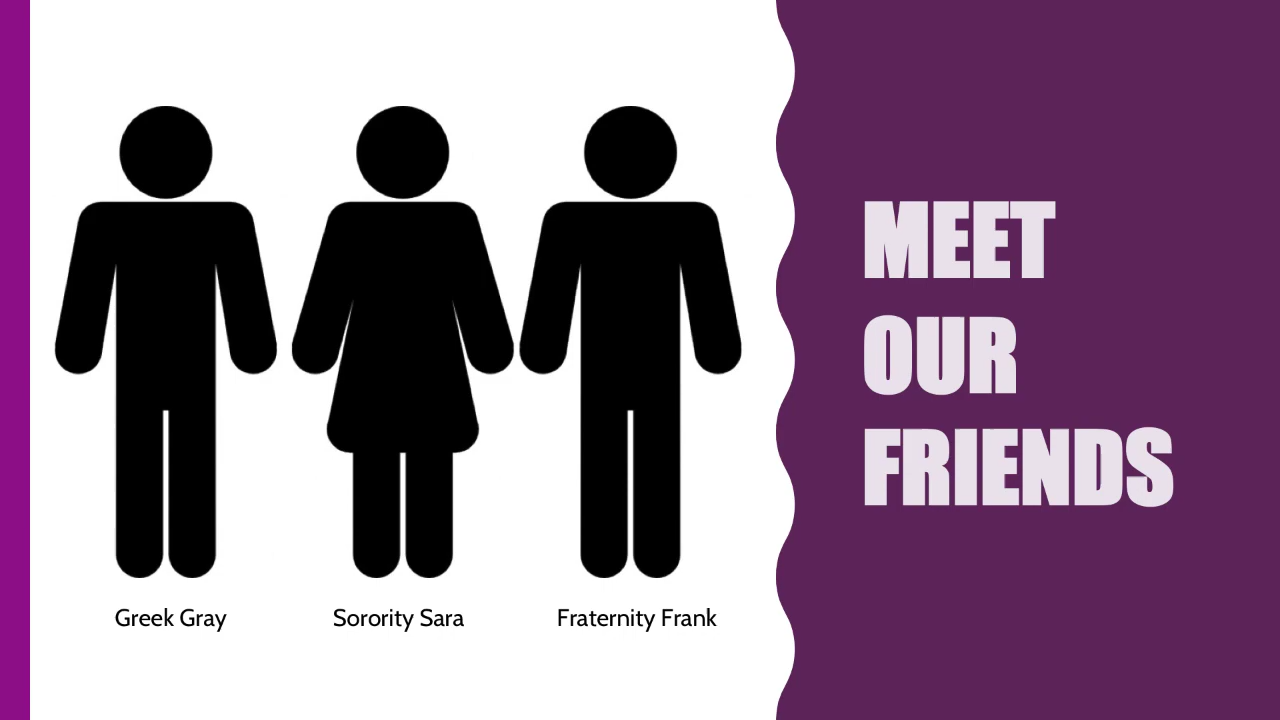 MEET
OUR
FRIENDS
Greek Gray
Sorority Sara
Fraternity Frank